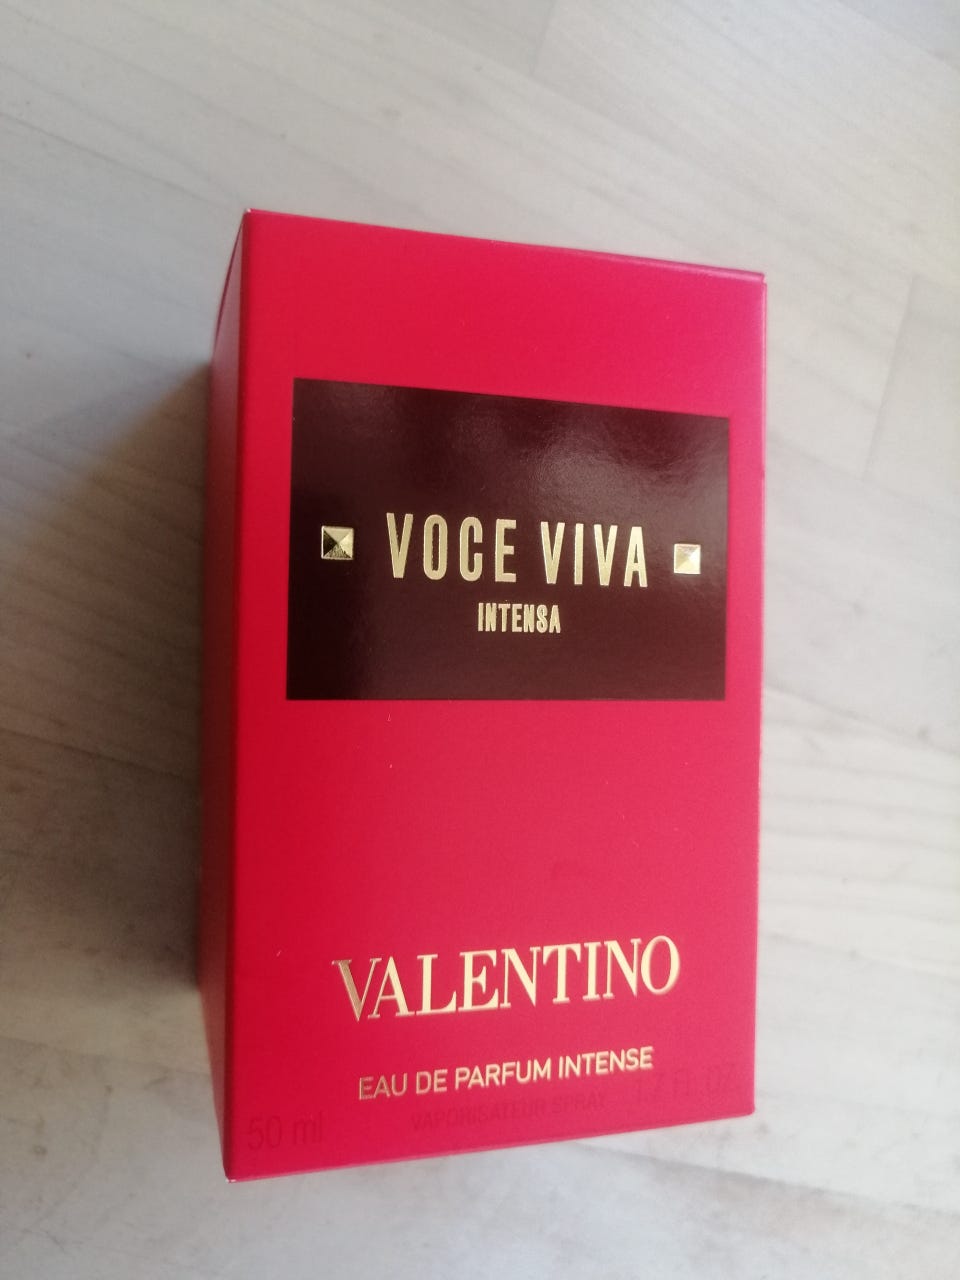 VOCE VIVA
INTENSA
VALENTINO
EAU DE PARFUM INTENSE
50 ml VAPORISATEUR SPRAY 1.7 FL.OZ